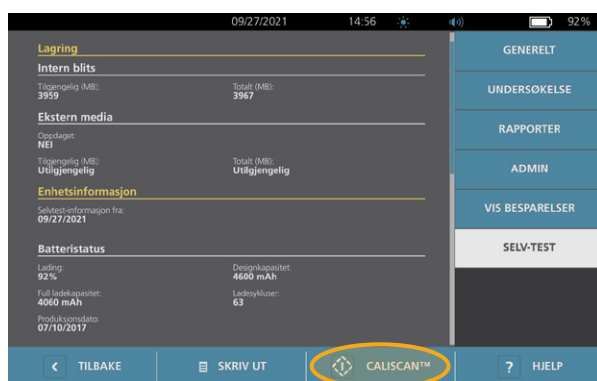 09/27/2021 14:56 92%
Lagring
Intern blits
Tilgjengelig (MB): Totalt (MB):
3959 3967
Ekstern media
Oppdaget:
NEI
Tilgjengelig (MB): Totalt (MB):
Utilgjengelig Utilgjengelig
Enhetsinformasjon
Selvtest-informasjon fra:
09/27/2021
Batteristatus
Lading: Designkapasitet:
92% 4600 mAh
Full ladekapasitet: Ladesykluser:
4060 mAh 63
Produksjonsdato:
07/10/2017
GENERELT
UNDERSØKELSE
RAPPORTER
ADMIN
VIS BESPARELSER
SELV-TEST
TILBAKE SKRIV UT CALISCAN™ ? HJELP